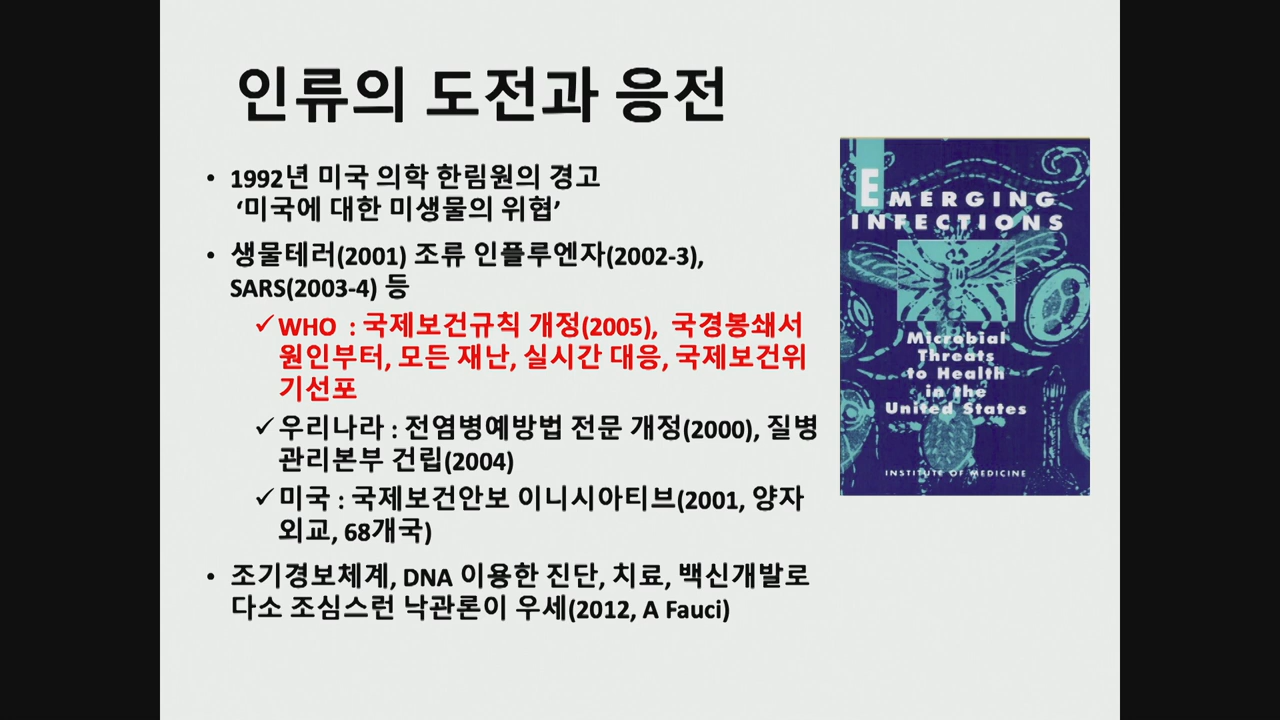 인류의 도전과 응전
• 1992년 미국 의학 한림원의 경고
‘미국에 대한 미생물의 위협’
• 생물테러(2001) 조류 인플루엔자(2002-3),
SARS(2003-4) 등
✓WHO : 국제보건규칙 개정(2005), 국경봉쇄서
원인부터, 모든 재난, 실시간 대응, 국제보건위
기선포
✓우리나라 : 전염병예방법 전문 개정(2000), 질병
관리본부 건립(2004)
✓미국 : 국제보건안보 이니시아티브(2001, 양자
외교, 68개국)
• 조기경보체계, DNA 이용한 진단, 치료, 백신개발로
다소 조심스런 낙관론이 우세(2012, A Fauci)
EMERGING
INFECTIONS
Microbial
Threats
to Health
in the
United States
INSTITUTE OF MEDICINE